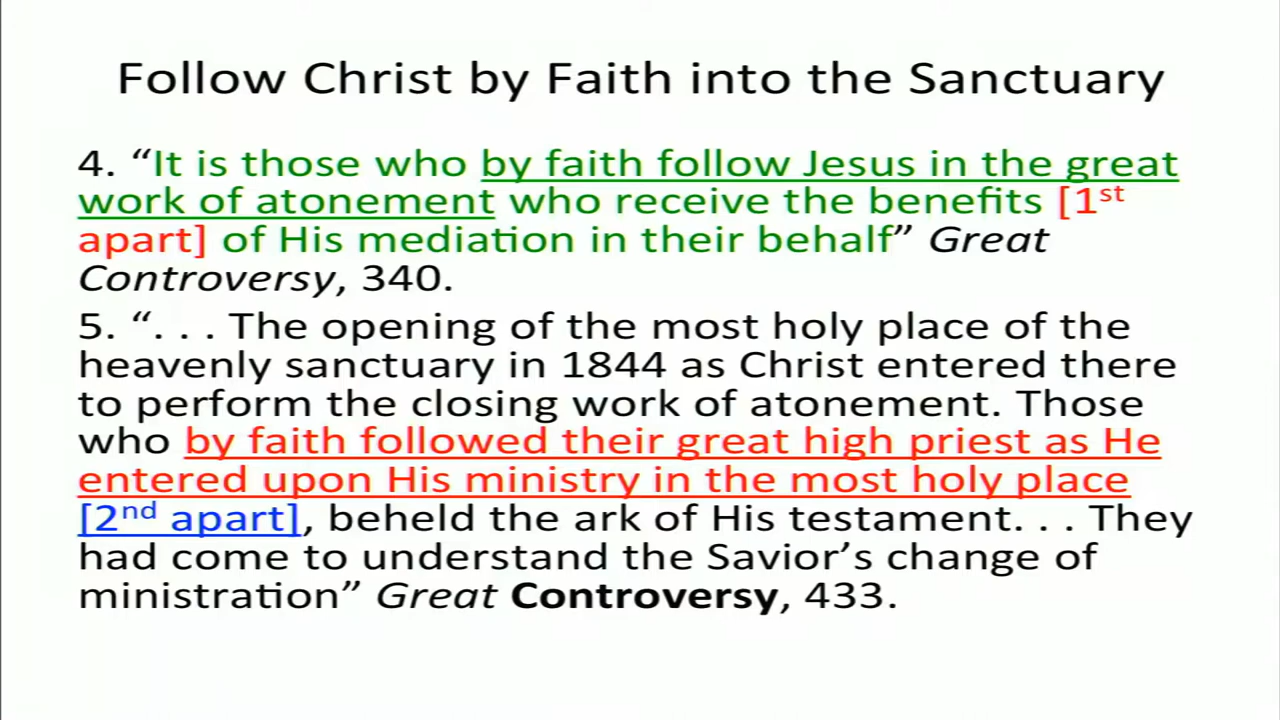 Follow Christ by Faith into the Sanctuary
4. “It is those who by faith follow Jesus in the great
work of atonement who receive the benefits [1st
apart] of His mediation in their behalf” Great
Controversy, 340.
5. “. . . The opening of the most holy place of the
heavenly sanctuary in 1844 as Christ entered there
to perform the closing work of atonement. Those
who by faith followed their great high priest as He
entered upon His ministry in the most holy place
[2nd apart], beheld the ark of His testament. . . They
had come to understand the Savior’s change of
ministration” Great Controversy, 433.